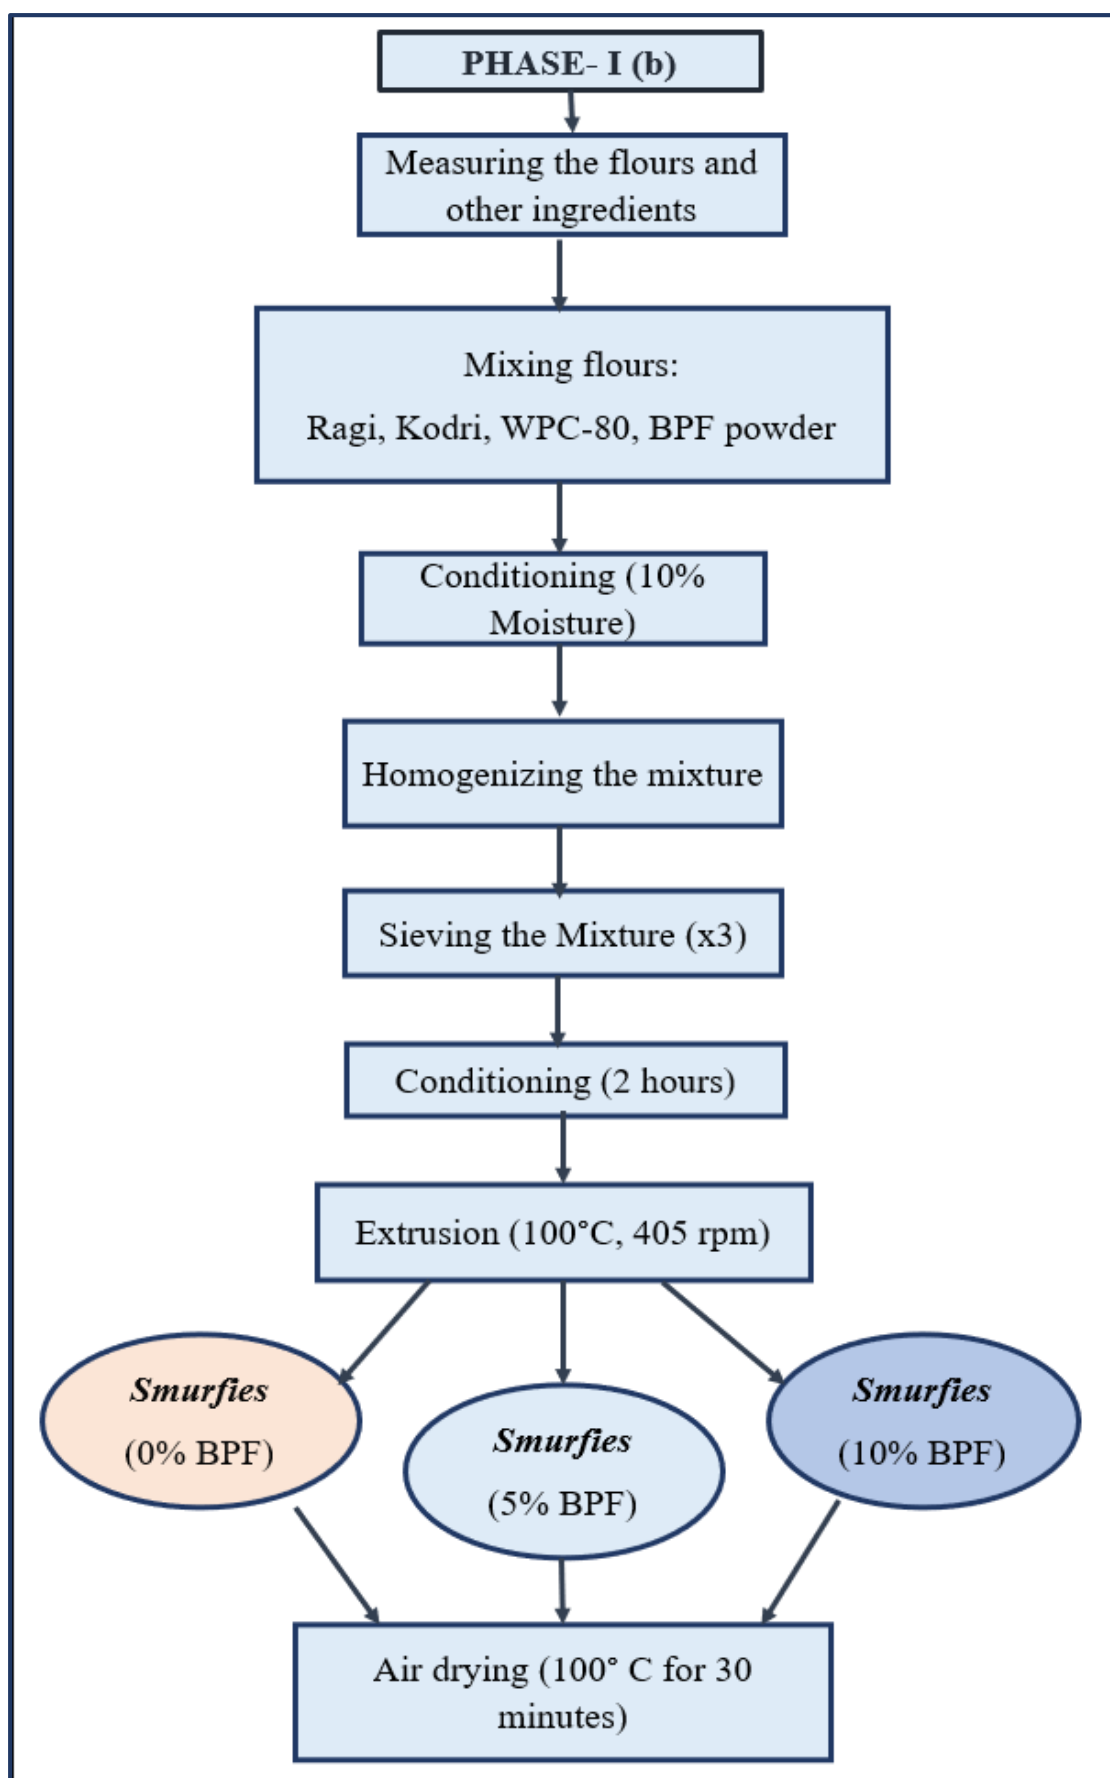 PHASE- I (b)
Measuring the flours and
other ingredients
Mixing flours:
Ragi, Kodri, WPC-80, BPF powder
Conditioning (10%
Moisture)
Homogenizing the mixture
Sieving the Mixture (x3)
Conditioning (2 hours)
Extrusion (100°C, 405 rpm)
Smurfies
(0% BPF)
Smurfies
(5% BPF)
Smurfies
(10% BPF)
Air drying (100° C for 30
minutes)